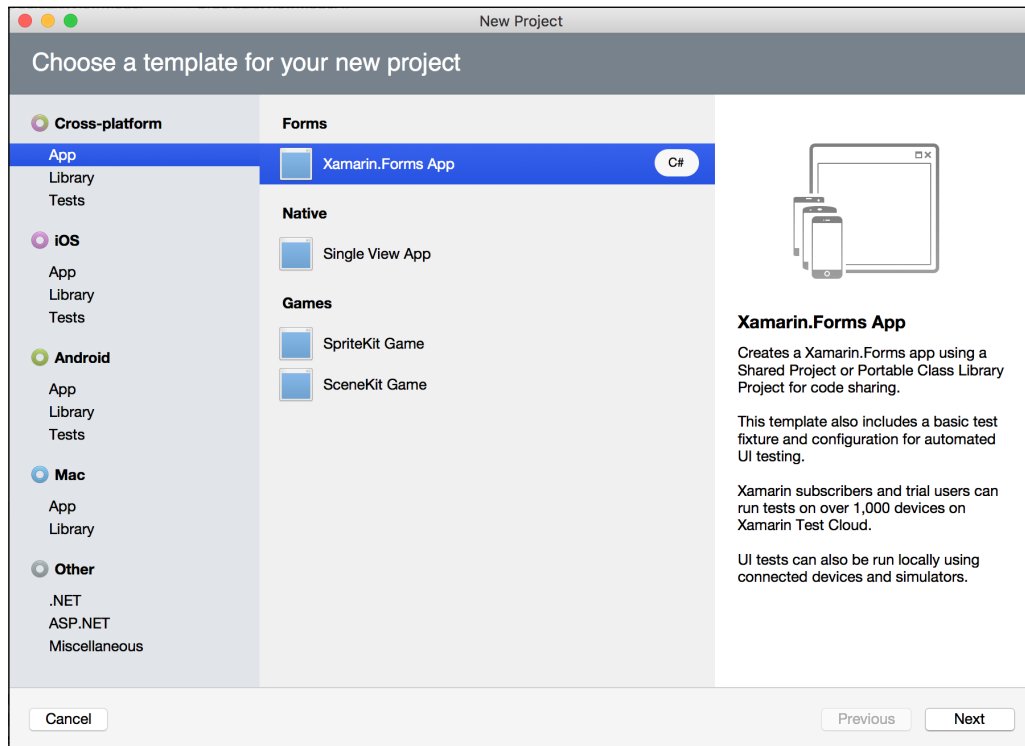 New Project
Choose a template for your new project
Cross-platform
App
Library
Tests
iOS
App
Library
Tests
Android
App
Library
Tests
Mac
App
Library
Other
.NET
ASP.NET
Miscellaneous
Forms
Xamarin.Forms App
C#
Native
Single View App
Games
SpriteKit Game
SceneKit Game
Xamarin.Forms App
Creates a Xamarin.Forms app using a
Shared Project or Portable Class Library
Project for code sharing.
This template also includes a basic test
fixture and configuration for automated
UI testing.
Xamarin subscribers and trial users can
run tests on over 1,000 devices on
Xamarin Test Cloud.
UI tests can also be run locally using
connected devices and simulators.
Cancel
Previous
Next